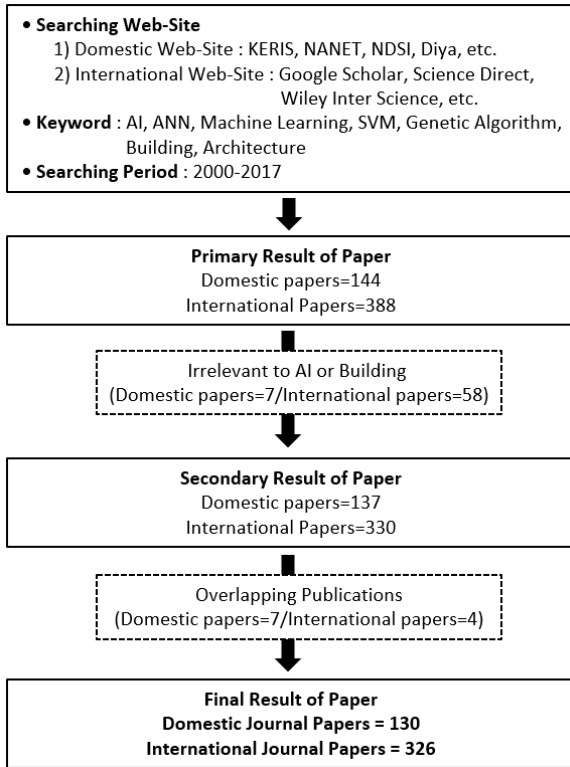 • Searching Web-Site
1) Domestic Web-Site : KERIS, NANET, NDSI, Diya, etc.
2) International Web-Site : Google Scholar, Science Direct,
Wiley Inter Science, etc.
• Keyword : AI, ANN, Machine Learning, SVM, Genetic Algorithm,
Building, Architecture
• Searching Period : 2000-2017
Primary Result of Paper
Domestic papers=144
International Papers=388
Irrelevant to AI or Building
(Domestic papers=7/International papers=58)
Secondary Result of Paper
Domestic papers=137
International Papers=330
Overlapping Publications
(Domestic papers=7/International papers=4)
Final Result of Paper
Domestic Journal Papers = 130
International Journal Papers = 326